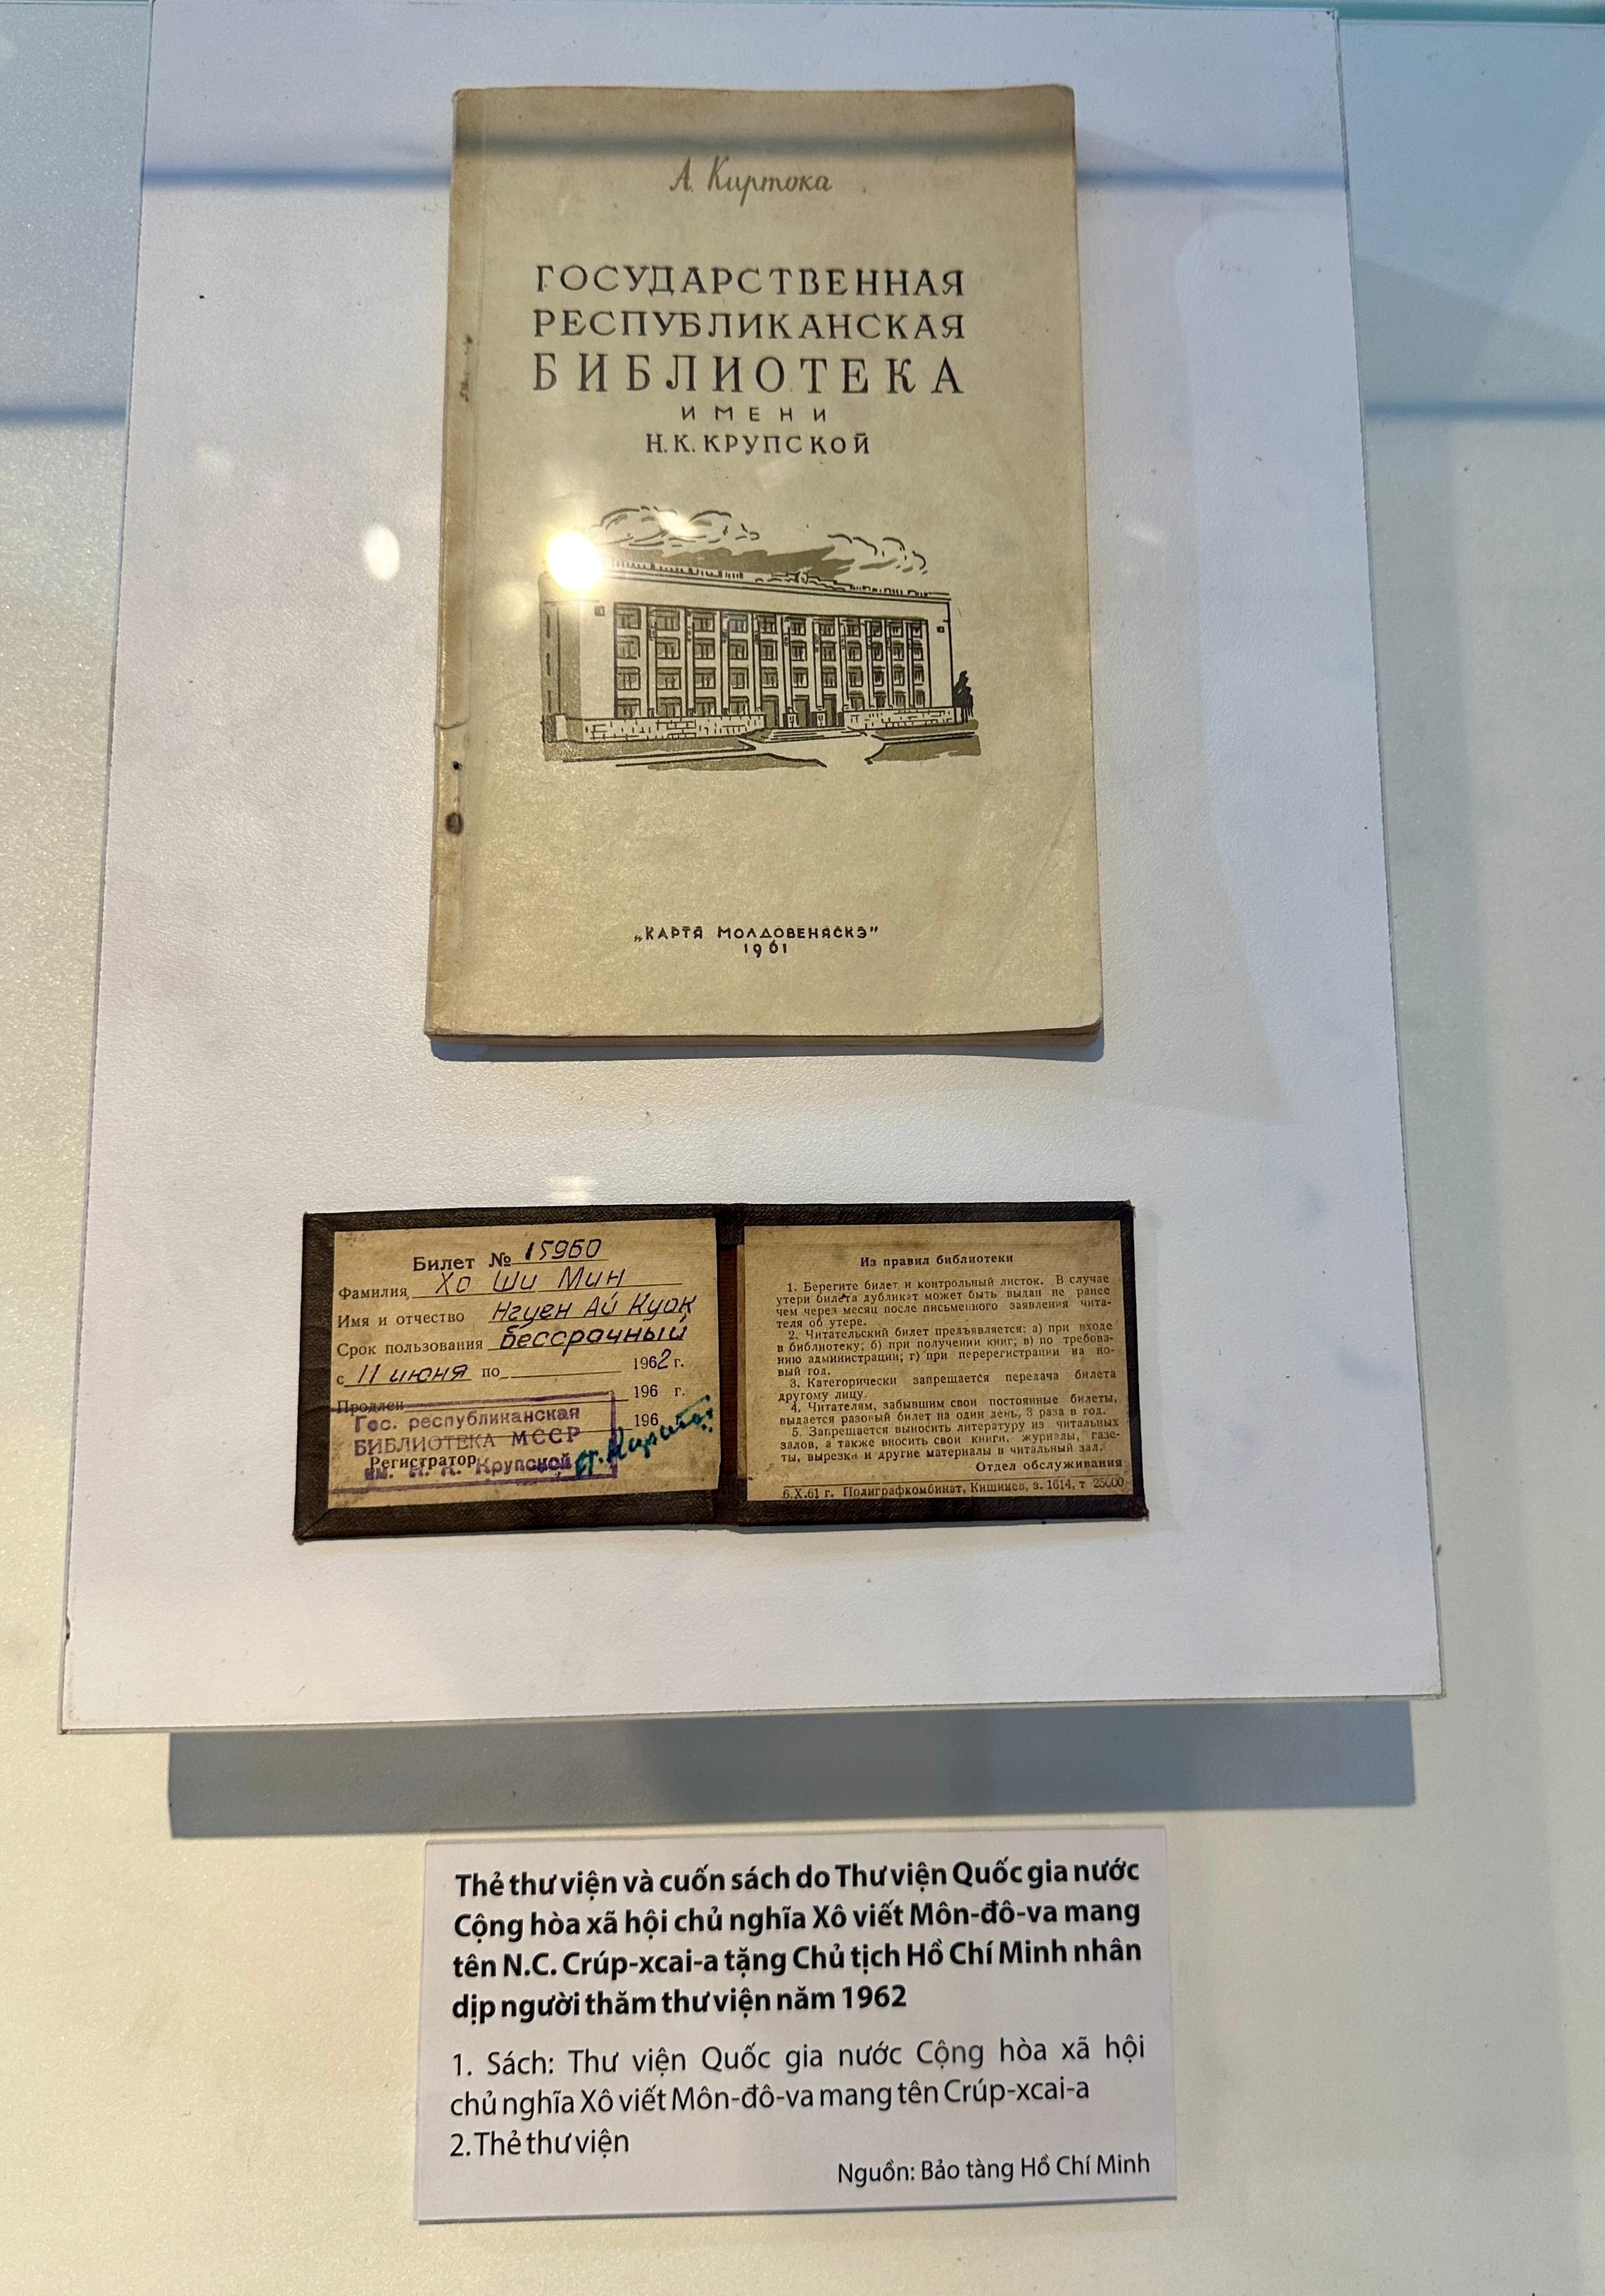 А. Киртока
ГОСУДАРСТВЕННАЯ
РЕСПУБЛИКАНСКАЯ
БИБЛИОТЕКА
ИМЕНИ
Н. К. КРУПСКОЙ
„КАРТЯ МОЛДОВЕНЯСКЭ”
1961
Билет № 15960
Фамилия Хо Ши Мин
Имя и отчество Нгуен Ай Куок
Срок пользования бессрочный
с 11 июня по 1962 г.
Продлен 196 г.
Гос. республиканская 196
БИБЛИОТЕКА МССР
Регистратор
им. Н. К. Крупской
Из правил библиотеки
1. Берегите билет и контрольный листок. В случае
утери билета дубликат может быть выдан не ранее
чем через месяц после письменного заявления чита-
теля об утере.
2. Читательский билет предъявляется: а) при входе
в библиотеку; б) при получении книг; в) по требова-
нию администрации; г) при перерегистрации на но-
вый год.
3. Категорически запрещается передача билета
другому лицу.
4. Читателям, забывшим свои постоянные билеты,
выдается разовый билет на один день, 3 раза в год.
5. Запрещается выносить литературу из читальных
залов, а также вносить свои книги, журналы, газе-
ты, вырезки и другие материалы в читальный зал.
Отдел обслуживания
6.X.61 г. Полиграфкомбинат, Кишинев, з. 1614, т 25000
Thẻ thư viện và cuốn sách do Thư viện Quốc gia nước
Cộng hòa xã hội chủ nghĩa Xô viết Môn-đô-va mang
tên N.C. Crúp-xcai-a tặng Chủ tịch Hồ Chí Minh nhân
dịp người thăm thư viện năm 1962
1. Sách: Thư viện Quốc gia nước Cộng hòa xã hội
chủ nghĩa Xô viết Môn-đô-va mang tên Crúp-xcai-a
2. Thẻ thư viện
Nguồn: Bảo tàng Hồ Chí Minh